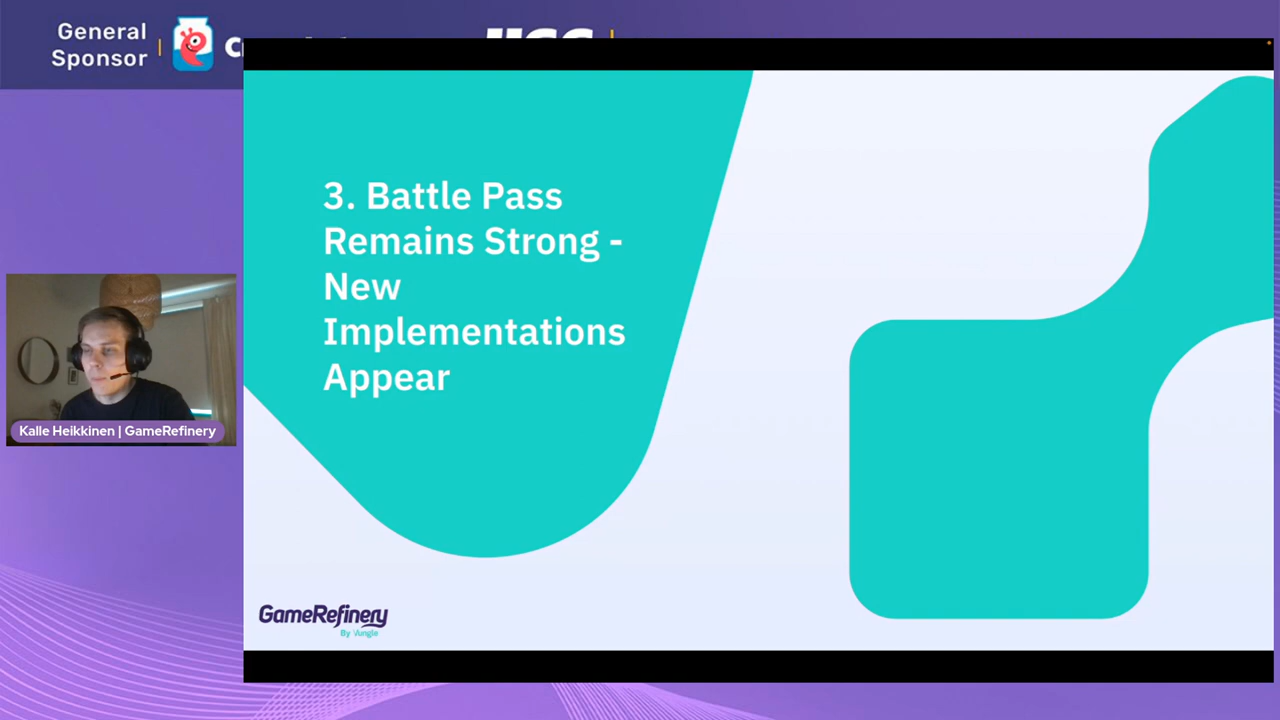 General
Sponsor
3. Battle Pass
Remains Strong -
New
Implementations
Appear
Kalle Heikkinen | GameRefinery
GameRefinery
By Vungle